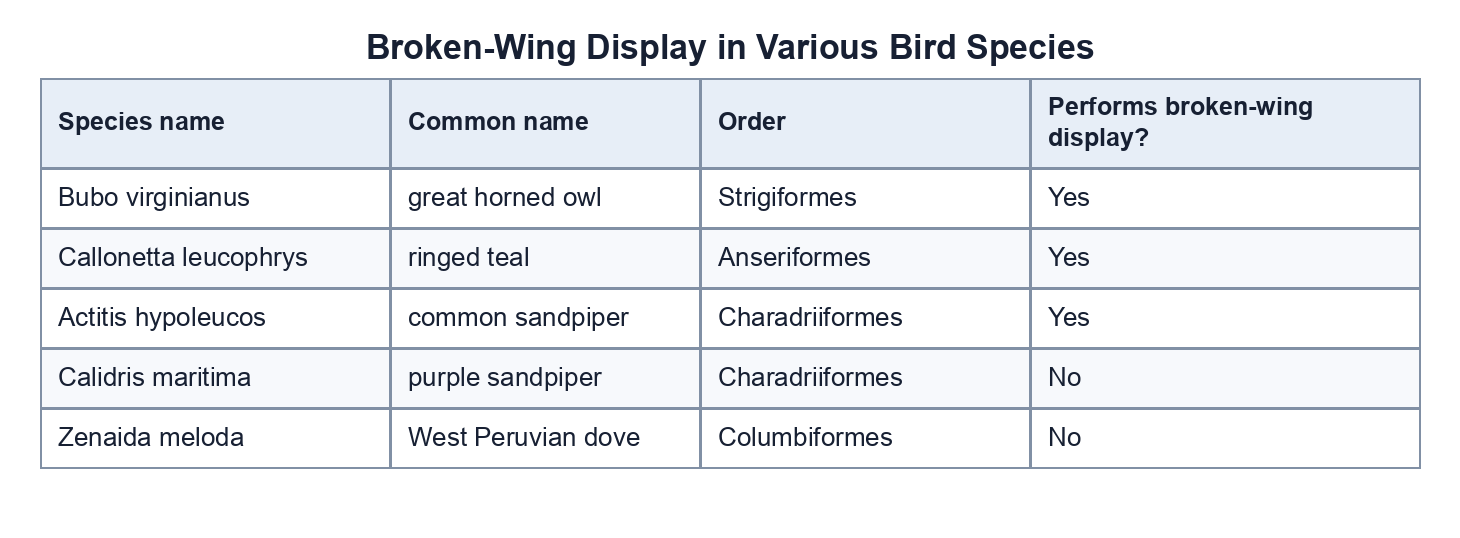 Broken-Wing Display in Various Bird Species
Species name Common name Order Performs broken-wing display?
Bubo virginianus great horned owl Strigiformes Yes
Callonetta leucophrys ringed teal Anseriformes Yes
Actitis hypoleucos common sandpiper Charadriiformes Yes
Calidris maritima purple sandpiper Charadriiformes No
Zenaida meloda West Peruvian dove Columbiformes No